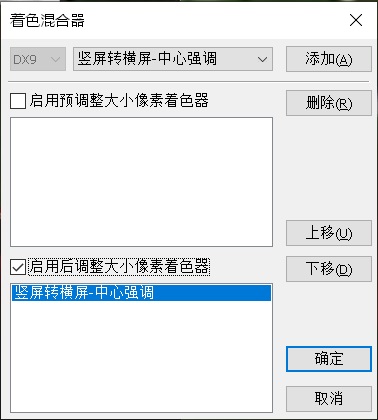 着色混合器
DX9 竖屏转横屏-中心强调 添加(A)
启用预调整大小像素着色器 删除(R)
上移(U)
启用后调整大小像素着色器 下移(D)
竖屏转横屏-中心强调
确定
取消